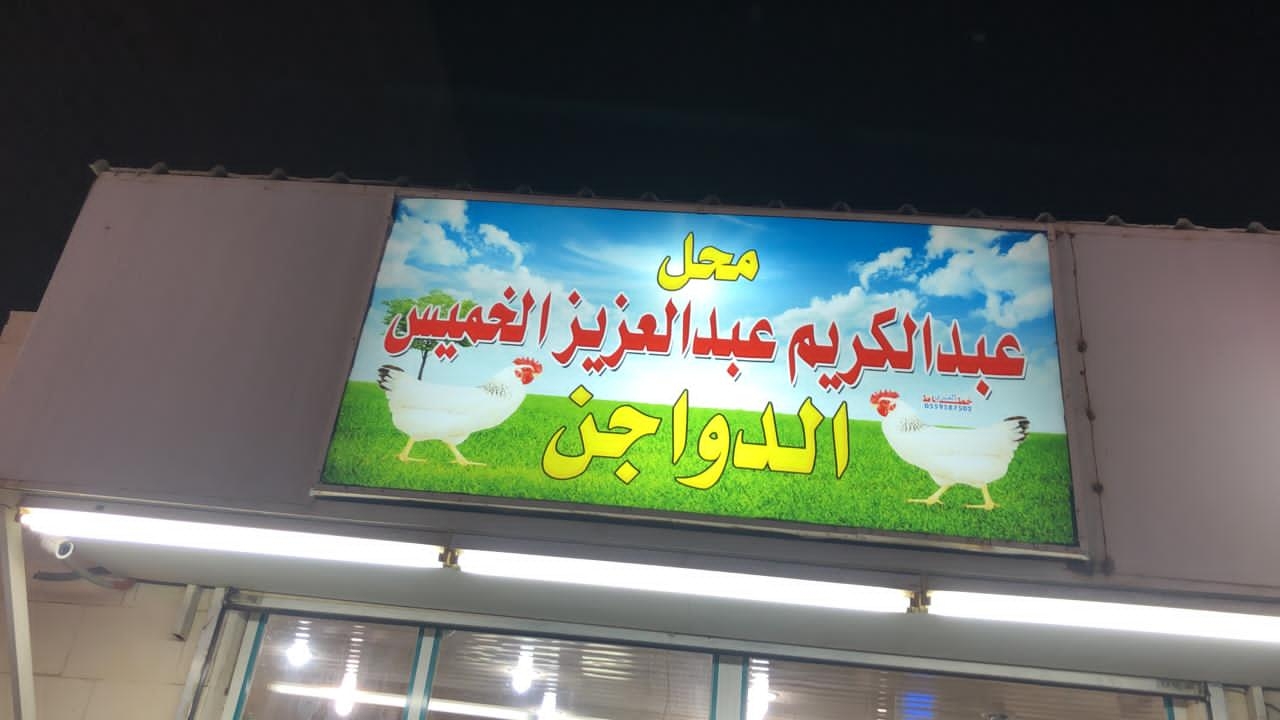 محل
عبدالكريم عبدالعزيز الخميس
الدواجن